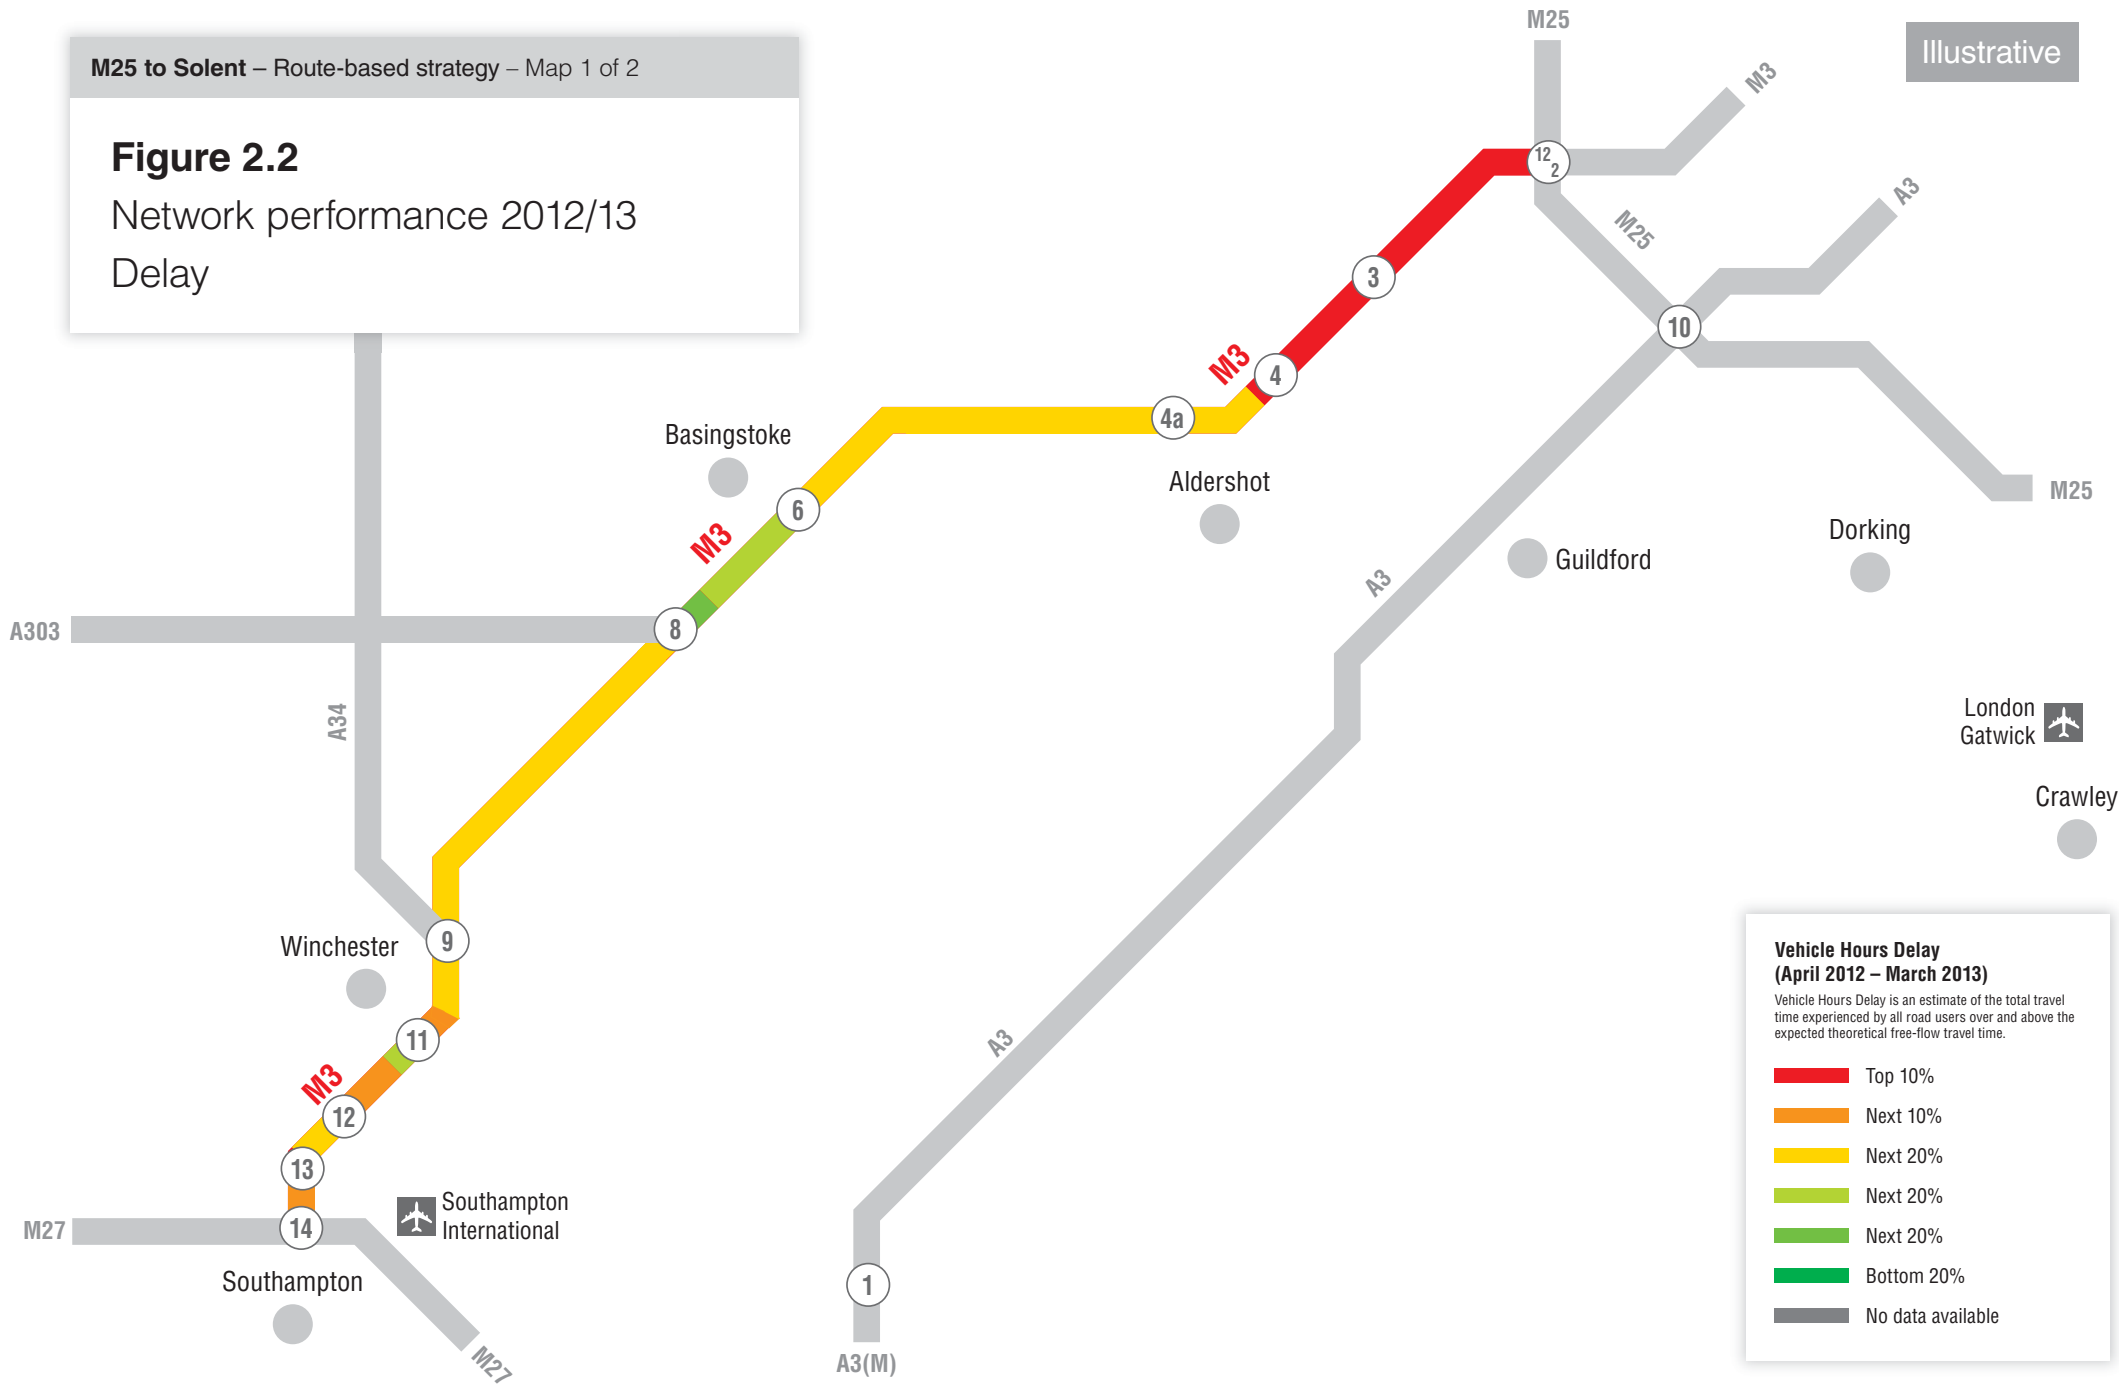 M25 to Solent – Route-based strategy – Map 1 of 2
Figure 2.2
Network performance 2012/13
Delay
Illustrative
M25
M3
12
2
A3
M25
3
10
M3
4
4a
Basingstoke
Aldershot
M25
6
M3
Dorking
Guildford
A3
A303
8
A34
London
Gatwick
Crawley
Winchester
9
11
A3
M3
12
13
Southampton
International
M27
14
Southampton
1
M27
A3(M)
Vehicle Hours Delay
(April 2012 – March 2013)
Vehicle Hours Delay is an estimate of the total travel
time experienced by all road users over and above the
expected theoretical free-flow travel time.
Top 10%
Next 10%
Next 20%
Next 20%
Next 20%
Bottom 20%
No data available